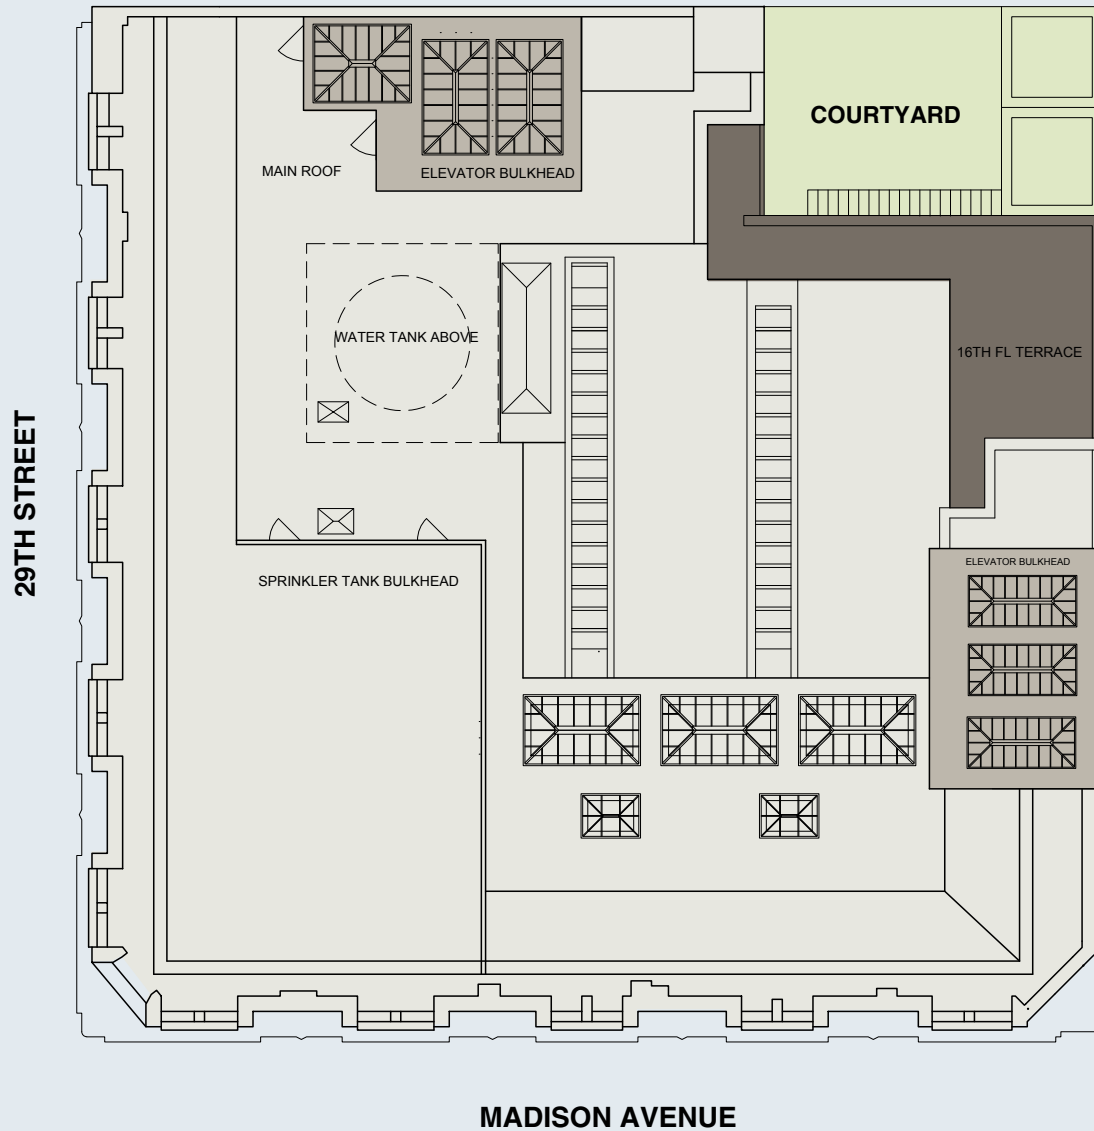 COURTYARD
MAIN ROOF
ELEVATOR BULKHEAD
WATER TANK ABOVE
16TH FL TERRACE
29TH STREET
ELEVATOR BULKHEAD
SPRINKLER TANK BULKHEAD
MADISON AVENUE